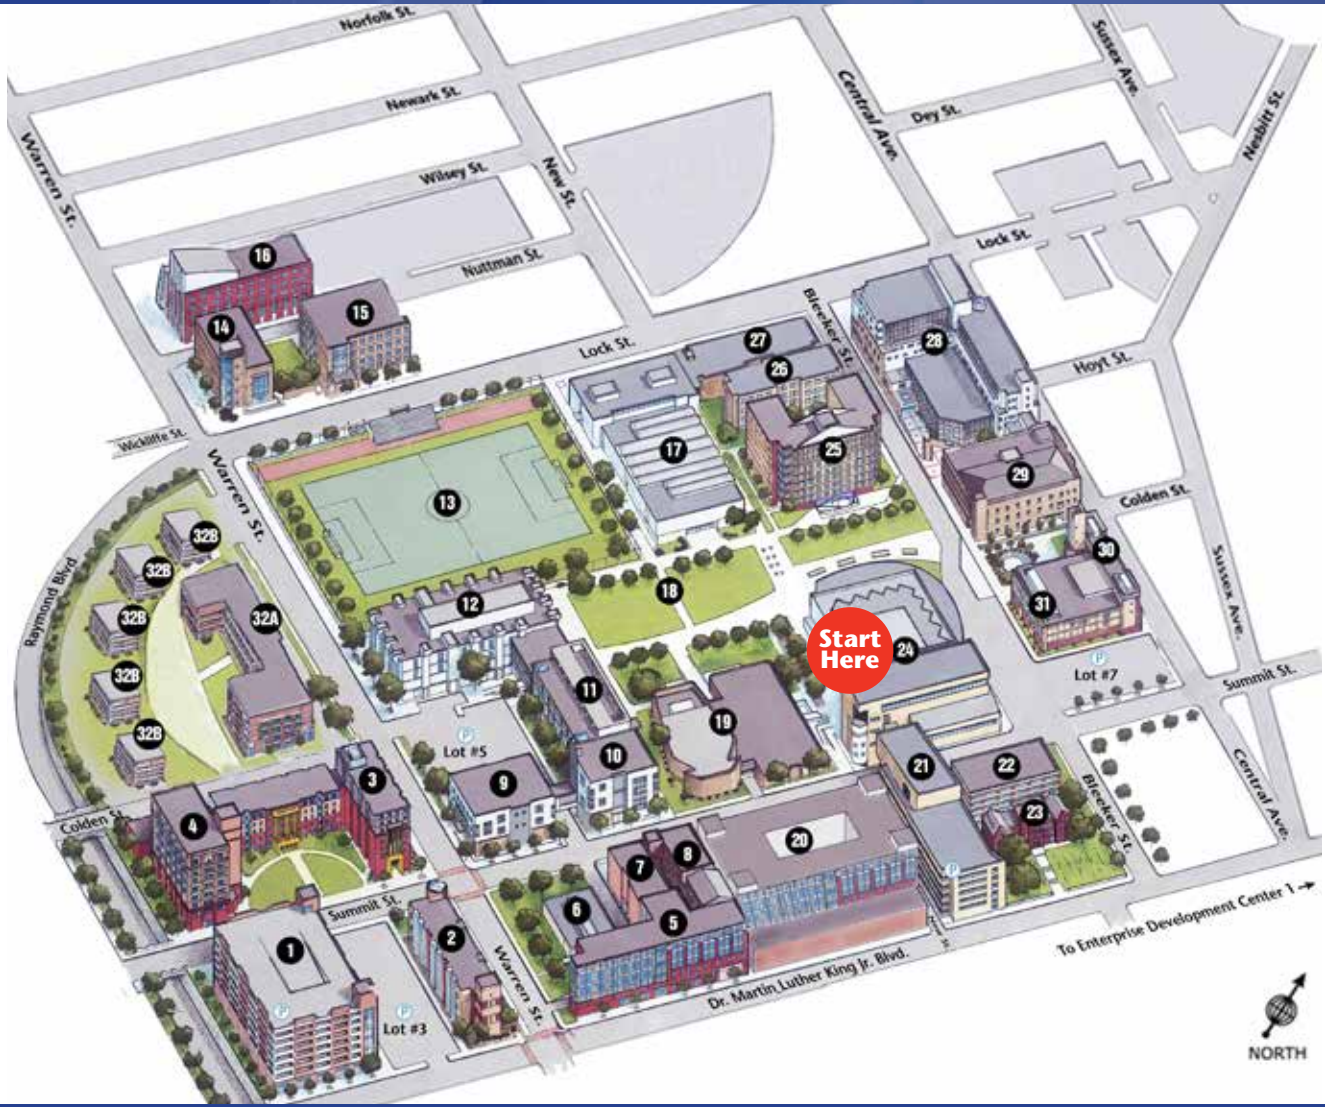 Norfolk St.
Newark St.
Wilsey St.
Nuttman St.
Warren St.
New St.
Central Ave.
Sussex Ave.
Dey St.
Nesbitt St.
Lock St.
16
14
15
Lock St.
Bleeker St.
27
26
28
Hoyt St.
Wickliffe St.
Warren St.
13
17
25
29
Colden St.
30
31
Sussex Ave.
Raymond Blvd
32B
32B
32B
32B
32B
32A
12
18
Start
Here
24
P
Lot #7
Summit St.
11
19
P
Lot #5
3
9
10
21
22
23
Bleeker St.
Central Ave.
Colden St.
4
20
P
8
7
6
5
Summit St.
1
2
Warren St.
P
P
Lot #3
St.
Dr. Martin Luther King Jr. Blvd.
To Enterprise Development Center 1
NORTH